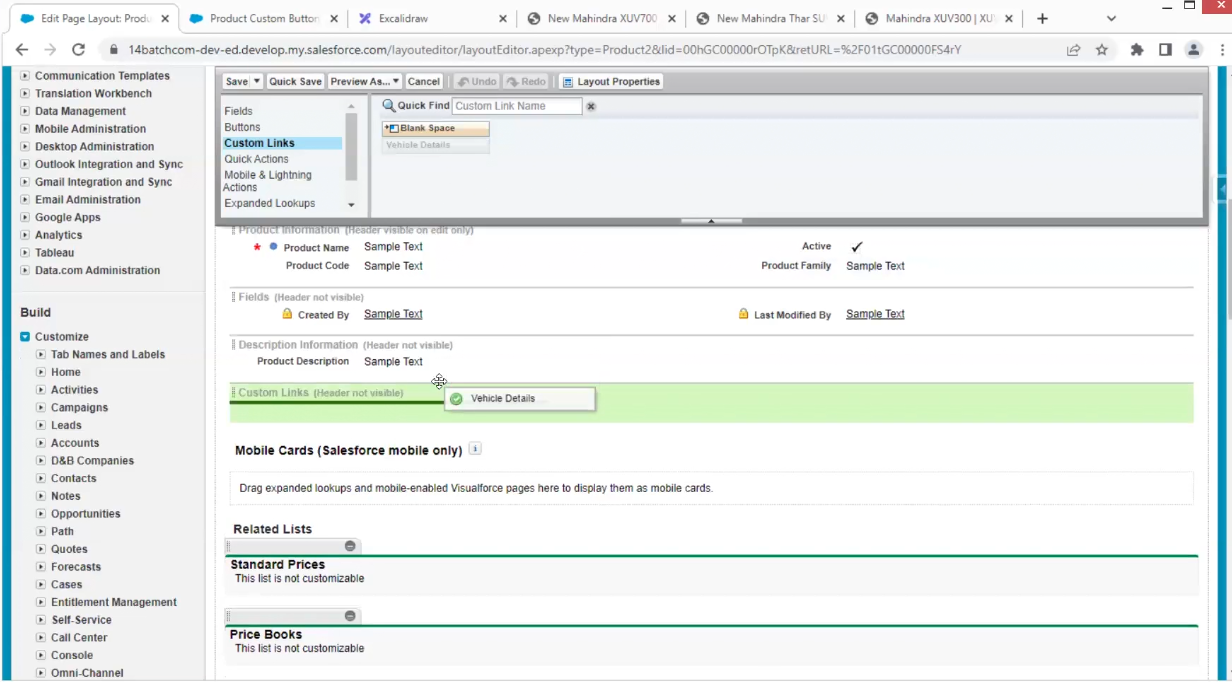 Edit Page Layout: Produ
Product Custom Button
Excalidraw
New Mahindra XUV700
New Mahindra Thar SU
Mahindra XUV300 | XU
14batchcom-dev-ed.develop.my.salesforce.com/layouteditor/layoutEditor.apexp?type=Product2&lid=00hGC00000rOTpK&retURL=%2F01tGC00000FS4rY
Communication Templates
Translation Workbench
Data Management
Mobile Administration
Desktop Administration
Outlook Integration and Sync
Gmail Integration and Sync
Email Administration
Google Apps
Analytics
Tableau
Data.com Administration
Build
Customize
Tab Names and Labels
Home
Activities
Campaigns
Leads
Accounts
D&B Companies
Contacts
Notes
Opportunities
Path
Quotes
Forecasts
Cases
Entitlement Management
Self-Service
Call Center
Console
Omni-Channel
Save Quick Save Preview As... Cancel Undo Redo Layout Properties
Fields
Buttons
Custom Links
Quick Actions
Mobile & Lightning
Actions
Expanded Lookups
Quick Find Custom Link Name
Blank Space
Vehicle Details
Product Information (Header visible on edit only)
* Product Name Sample Text Active ✓
Product Code Sample Text Product Family Sample Text
Fields (Header not visible)
Created By Sample Text Last Modified By Sample Text
Description Information (Header not visible)
Product Description Sample Text
Custom Links (Header not visible)
Vehicle Details
Mobile Cards (Salesforce mobile only) i
Drag expanded lookups and mobile-enabled Visualforce pages here to display them as mobile cards.
Related Lists
Standard Prices
This list is not customizable
Price Books
This list is not customizable